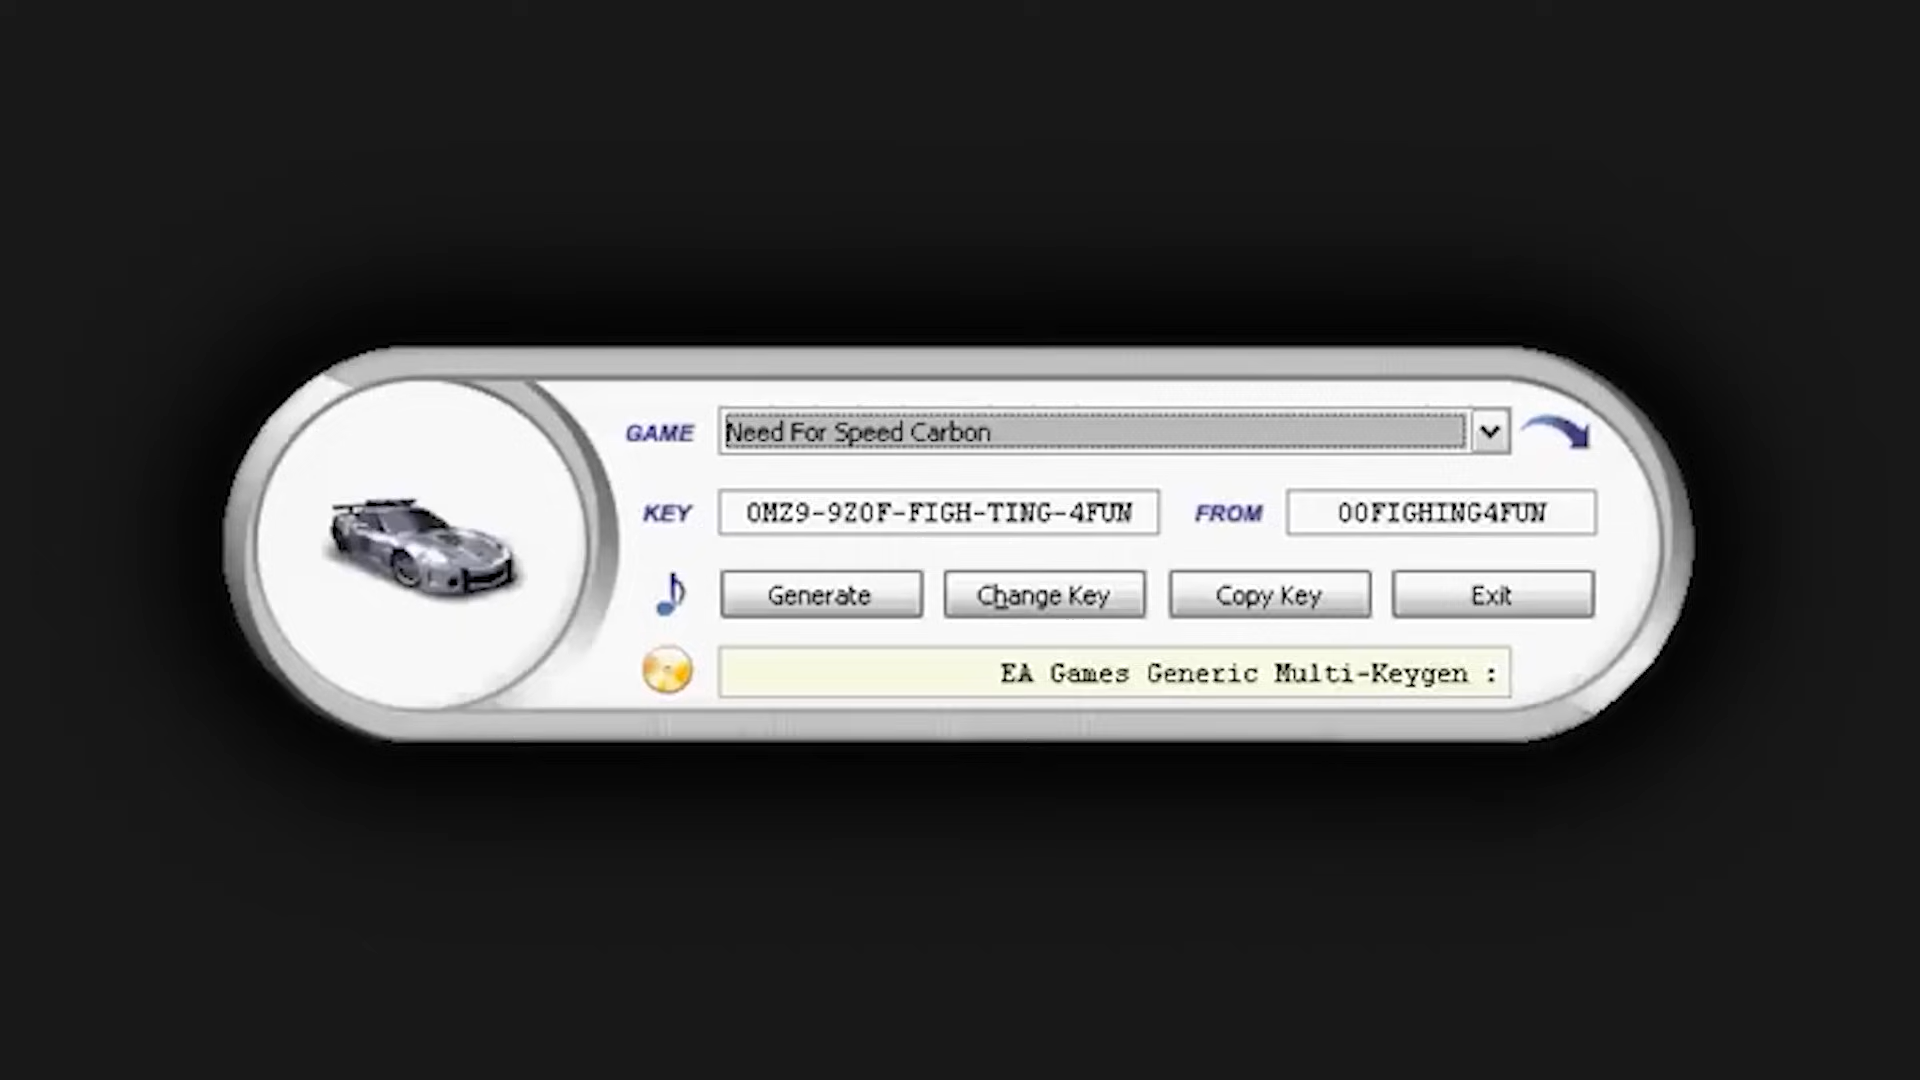 GAME Need For Speed Carbon
KEY 0MZ9-9Z0F-FIGH-TING-4FUN FROM 00FIGHING4FUN
Generate Change Key Copy Key Exit
EA Games Generic Multi-Keygen :